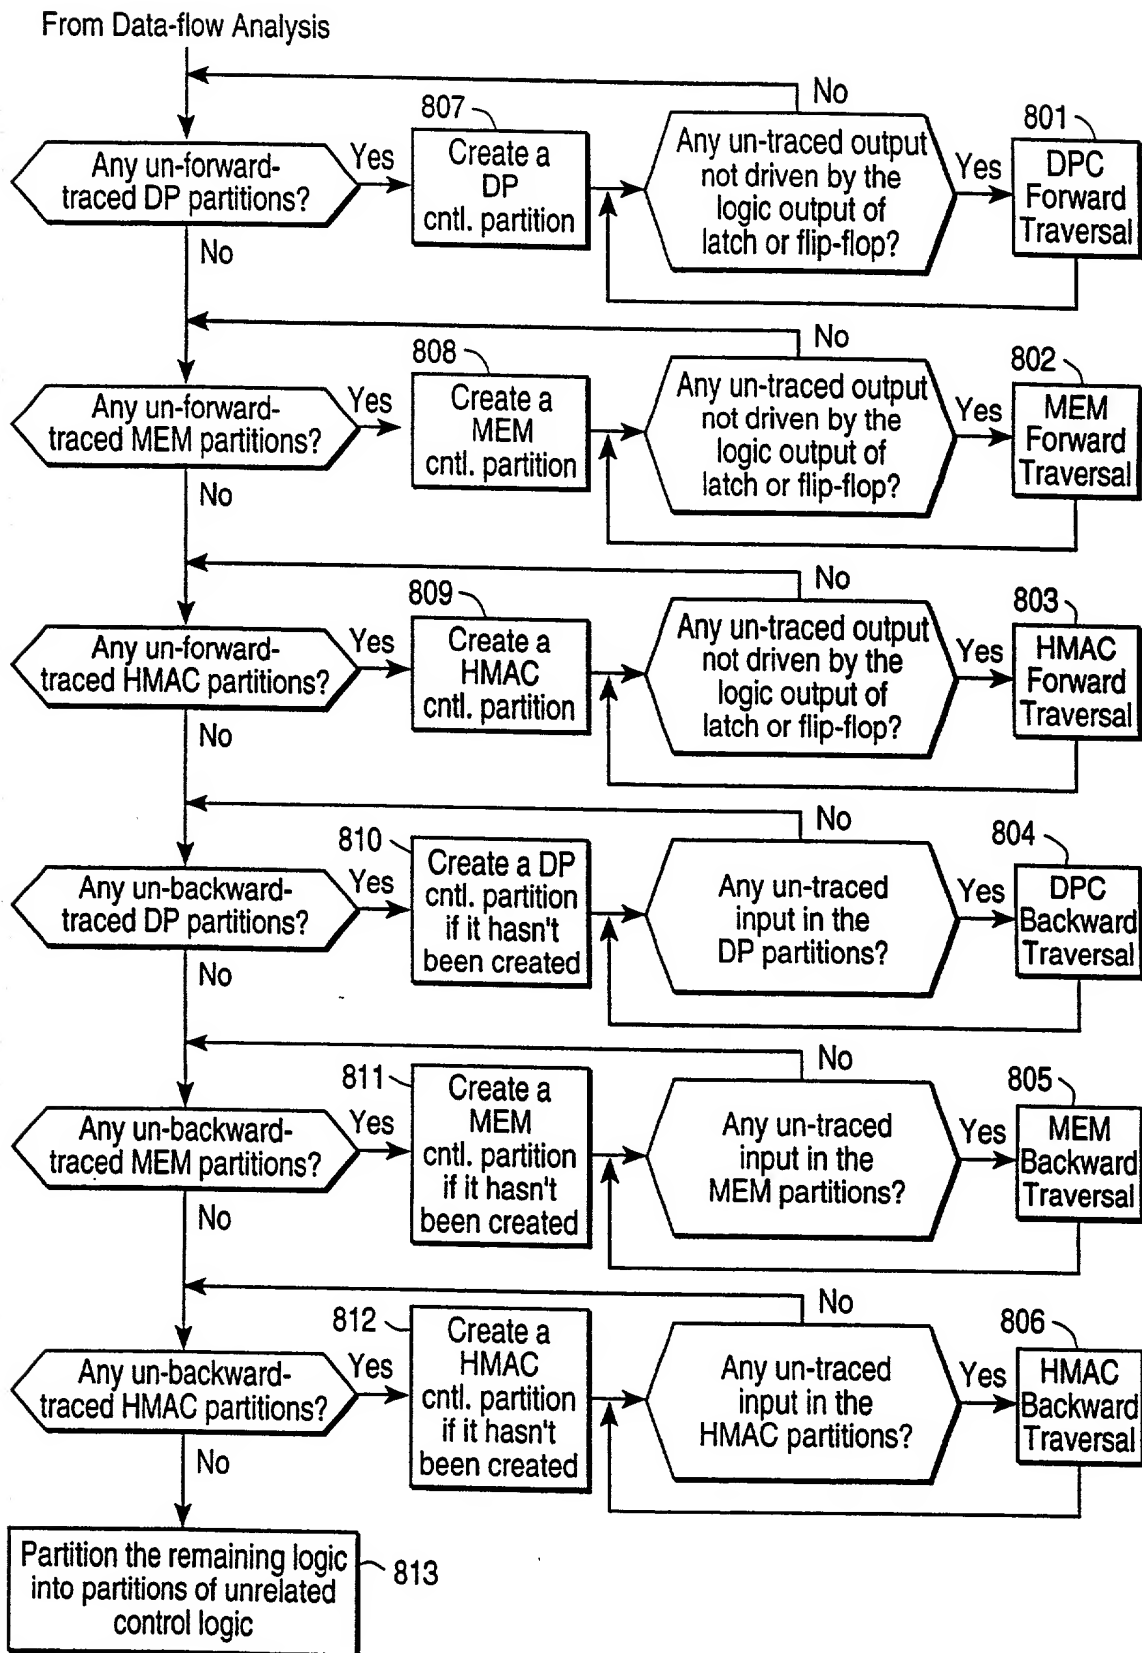 From Data-flow Analysis
No
807
801
Any un-forward-
traced DP partitions?
Yes
Create a
DP
cntl. partition
Any un-traced output
not driven by the
logic output of
latch or flip-flop?
Yes
DPC
Forward
Traversal
No
No
808
802
Any un-forward-
traced MEM partitions?
Yes
Create a
MEM
cntl. partition
Any un-traced output
not driven by the
logic output of
latch or flip-flop?
Yes
MEM
Forward
Traversal
No
No
809
803
Any un-forward-
traced HMAC partitions?
Yes
Create a
HMAC
cntl. partition
Any un-traced output
not driven by the
logic output of
latch or flip-flop?
Yes
HMAC
Forward
Traversal
No
No
810
804
Any un-backward-
traced DP partitions?
Yes
Create a DP
cntl. partition
if it hasn't
been created
Any un-traced
input in the
DP partitions?
Yes
DPC
Backward
Traversal
No
No
811
805
Any un-backward-
traced MEM partitions?
Yes
Create a
MEM
cntl. partition
if it hasn't
been created
Any un-traced
input in the
MEM partitions?
Yes
MEM
Backward
Traversal
No
No
812
806
Any un-backward-
traced HMAC partitions?
Yes
Create a
HMAC
cntl. partition
if it hasn't
been created
Any un-traced
input in the
HMAC partitions?
Yes
HMAC
Backward
Traversal
No
Partition the remaining logic
into partitions of unrelated
control logic
813